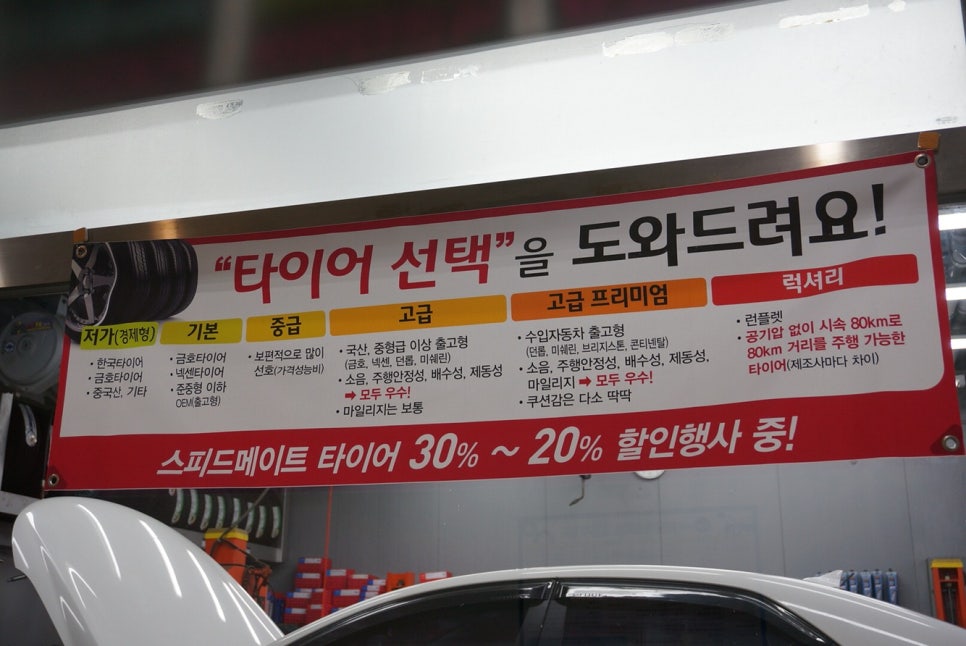 “타이어 선택”을 도와드려요!
저가(경제형)
• 한국타이어
• 금호타이어
• 중국산, 기타
기본
• 금호타이어
• 넥센타이어
• 준중형 이하
OEM(출고형)
중급
• 보편적으로 많이
선호(가격성능비)
고급
• 국산, 중형급 이상 출고형
(금호, 넥센, 던롭, 미쉐린)
• 소음, 주행안정성, 배수성, 제동성
➡ 모두 우수!
• 마일리지는 보통
고급 프리미엄
• 수입자동차 출고형
(던롭, 미쉐린, 브리지스톤, 콘티넨탈)
• 소음, 주행안정성, 배수성, 제동성,
마일리지 ➡ 모두 우수!
• 쿠션감은 다소 딱딱
럭셔리
• 런플렛
• 공기압 없이 시속 80km로
80km 거리를 주행 가능한
타이어(제조사마다 차이)
스피드메이트 타이어 30% ~ 20% 할인행사 중!